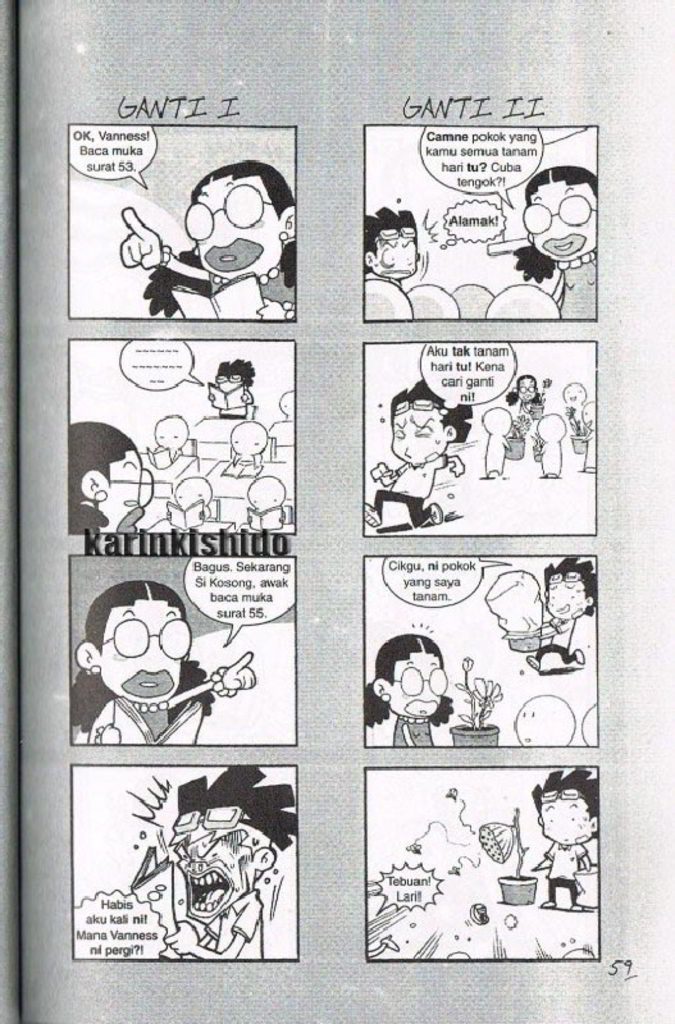 GANTI I
OK, Vanness!
Baca muka
surat 53.
Bagus. Sekarang
Si Kosong, awak
baca muka
surat 55.
Habis
aku kali ni!
Mana Vanness
ni pergi?!
GANTI II
Camne pokok yang
kamu semua tanam
hari tu? Cuba
tengok?!
Alamak!
Aku tak tanam
hari tu! Kena
cari ganti
ni!
Cikgu, ni pokok
yang saya
tanam.
Tebuan!
Lari!!
karinkishido
59